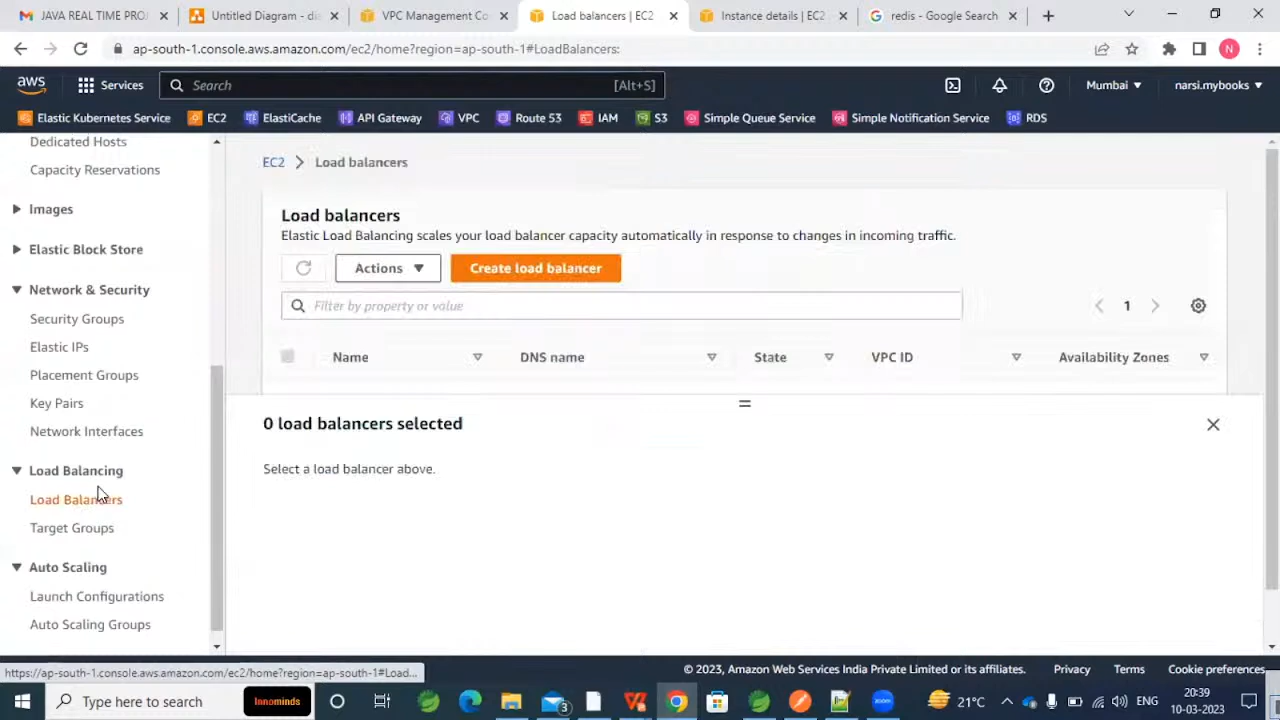 JAVA REAL TIME PROJ
Untitled Diagram - dia
VPC Management Co
Load balancers | EC2
Instance details | EC2
redis - Google Search
ap-south-1.console.aws.amazon.com/ec2/home?region=ap-south-1#LoadBalancers:
N
aws
Services
Search
[Alt+S]
Mumbai
narsi.mybooks
Elastic Kubernetes Service
EC2
ElastiCache
API Gateway
VPC
Route 53
IAM
S3
Simple Queue Service
Simple Notification Service
RDS
Dedicated Hosts
Capacity Reservations
Images
Elastic Block Store
Network & Security
Security Groups
Elastic IPs
Placement Groups
Key Pairs
Network Interfaces
Load Balancing
Load Balancers
Target Groups
Auto Scaling
Launch Configurations
Auto Scaling Groups
EC2 > Load balancers
Load balancers
Elastic Load Balancing scales your load balancer capacity automatically in response to changes in incoming traffic.
Actions
Create load balancer
Filter by property or value
1
Name
DNS name
State
VPC ID
Availability Zones
0 load balancers selected
Select a load balancer above.
https://ap-south-1.console.aws.amazon.com/ec2/home?region=ap-south-1#Load...
© 2023, Amazon Web Services India Private Limited or its affiliates.
Privacy
Terms
Cookie preferences
Type here to search
Innominds
3
zoom
21°C
ENG
20:39
10-03-2023